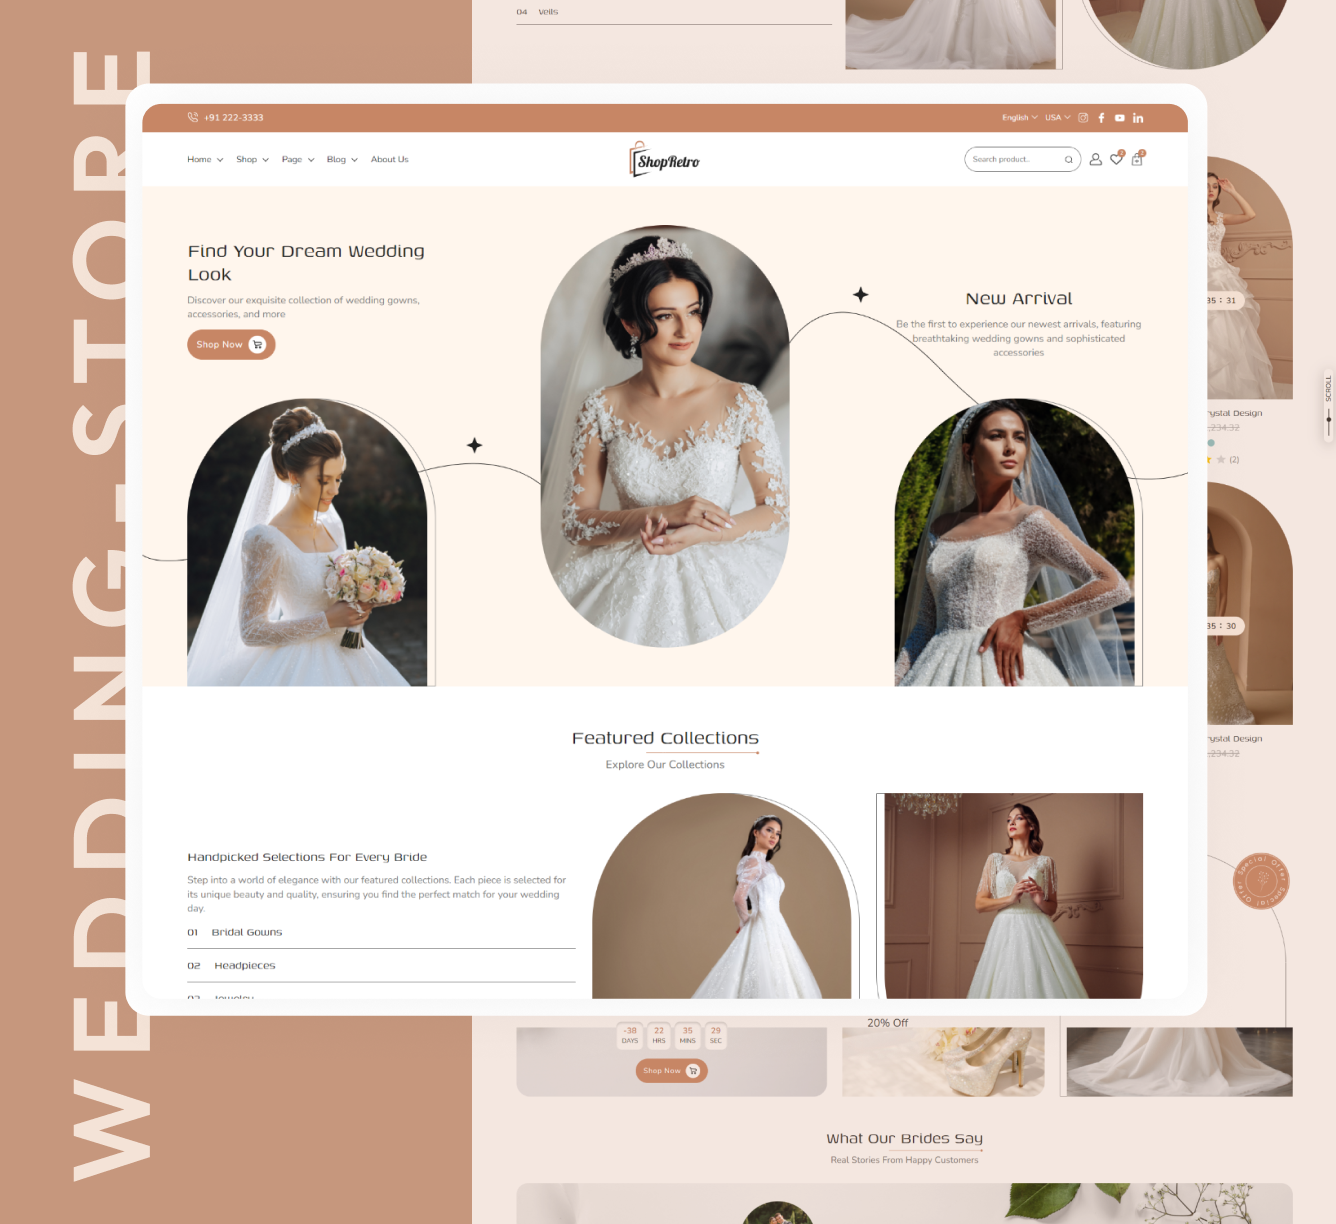 WEDDING-STORE
04 Veils
+91 222-3333
English
USA
Home
Shop
Page
Blog
About Us
ShopRetro
Search product..
2
2
Find Your Dream Wedding
Look
Discover our exquisite collection of wedding gowns,
accessories, and more
Shop Now
New Arrival
Be the first to experience our newest arrivals, featuring
breathtaking wedding gowns and sophisticated
accessories
Featured Collections
Explore Our Collections
Handpicked Selections For Every Bride
Step into a world of elegance with our featured collections. Each piece is selected for
its unique beauty and quality, ensuring you find the perfect match for your wedding
day.
01 Bridal Gowns
02 Headpieces
03 Jewelry
35 : 31
SCROLL
rystal Design
,234.32
(2)
35 : 30
rystal Design
,234.32
Special Offer Special Offer
20% Off
-38 22 35 29
DAYS HRS MINS SEC
Shop Now
What Our Brides Say
Real Stories From Happy Customers